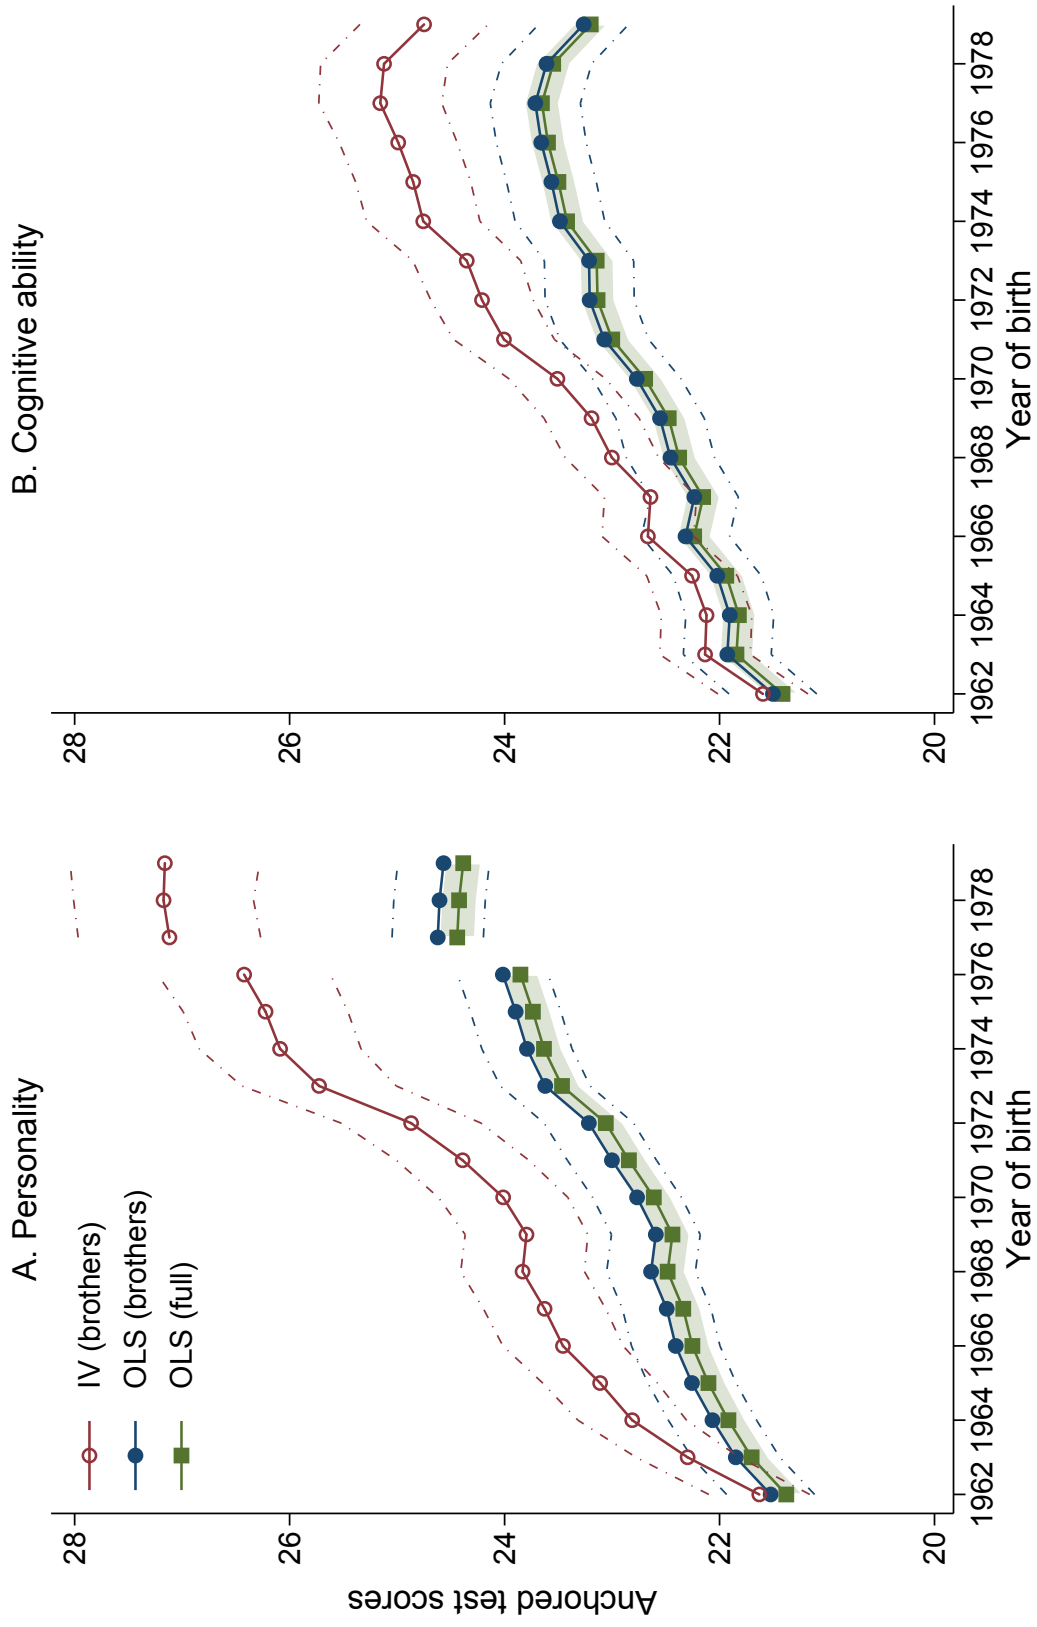 A. Personality
IV (brothers)
OLS (brothers)
OLS (full)
Anchored test scores
28
26
24
22
20
1962 1964 1966 1968 1970 1972 1974 1976 1978
Year of birth
B. Cognitive ability
28
26
24
22
20
1962 1964 1966 1968 1970 1972 1974 1976 1978
Year of birth